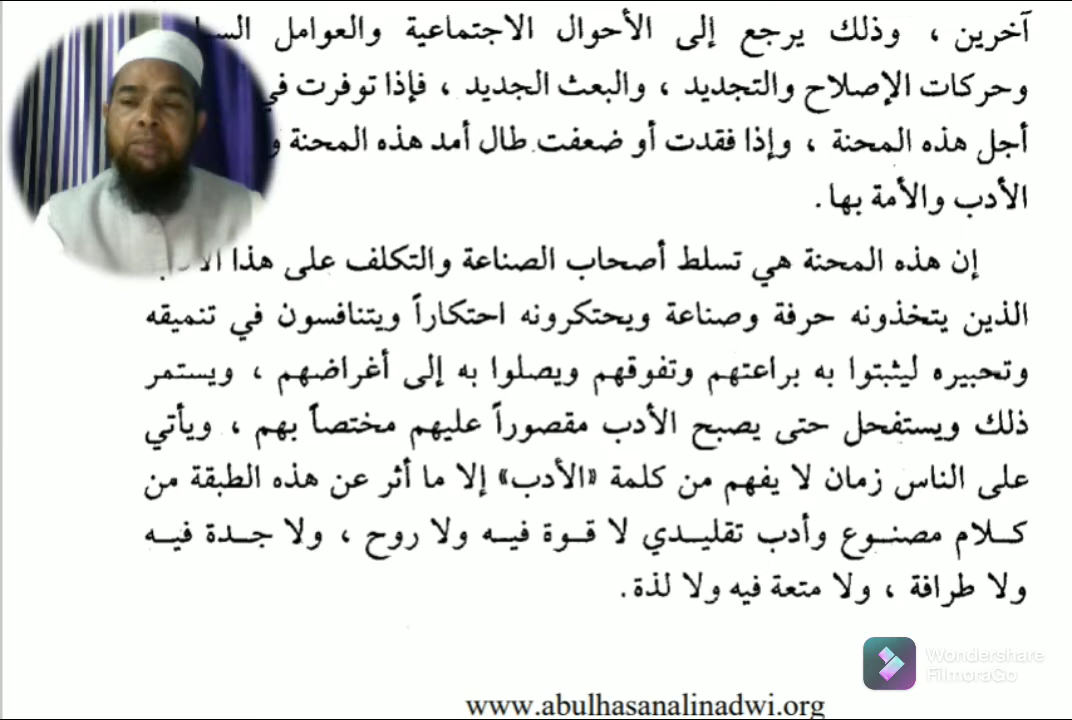 آخرين ، وذلك يرجع إلى الأحوال الاجتماعية والعوامل
وحركات الإصلاح والتجديد ، والبعث الجديد ، فإذا توفرت في
أجل هذه المحنة ، وإذا فقدت أو ضعفت طال أمد هذه المحنة
الأدب والأمة بها .
إن هذه المحنة هي تسلط أصحاب الصناعة والتكلف على هذا
الذين يتخذونه حرفة وصناعة ويحتكرونه احتكاراً ويتنافسون في تنميقه
وتحبيره ليثبتوا به براعتهم وتفوقهم ويصلوا به إلى أغراضهم ، ويستمر
ذلك ويستفحل حتى يصبح الأدب مقصوراً عليهم مختصاً بهم ، ويأتي
على الناس زمان لا يفهم من كلمة «الأدب» إلا ما أثر عن هذه الطبقة من
كلام مصنوع وأدب تقليدي لا قوة فيه ولا روح ، ولا جدة فيه
ولا طرافة ، ولا متعة فيه ولا لذة .
Wondershare
FilmoraGo
www.abulhasanalinadwi.org